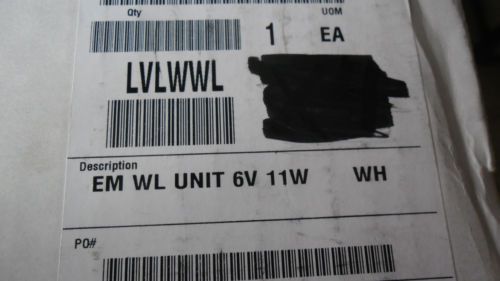 Qty UOM
1 EA
LVLWWL
Description
EM WL UNIT 6V 11W WH
PO#